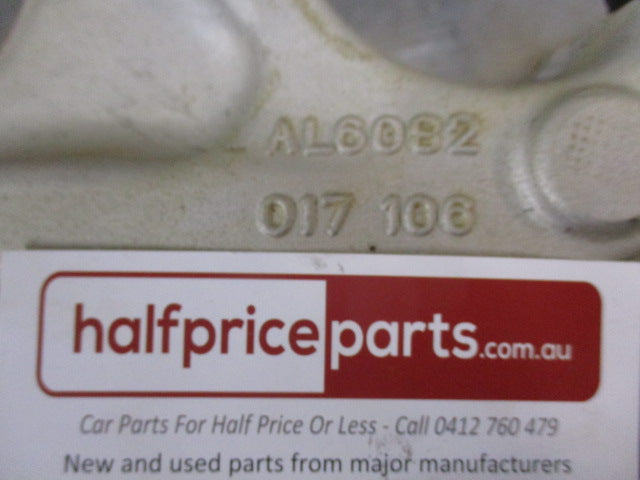 AL6082
017 106
halfpriceparts.com.au
Car Parts For Half Price Or Less - Call 0412 760 479
New and used parts from major manufacturers